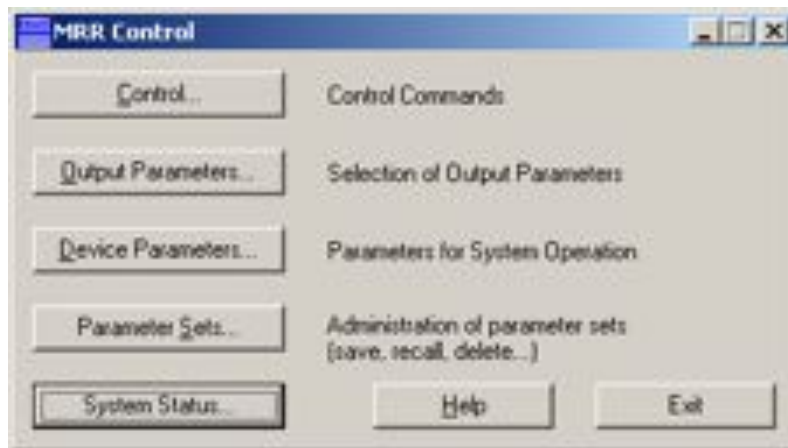 MRR Control
Control...
Control Commands
Output Parameters...
Selection of Output Parameters
Device Parameters...
Parameters for System Operation
Parameter Sets...
Administration of parameter sets
(save, recall, delete...)
System Status...
Help
Exit